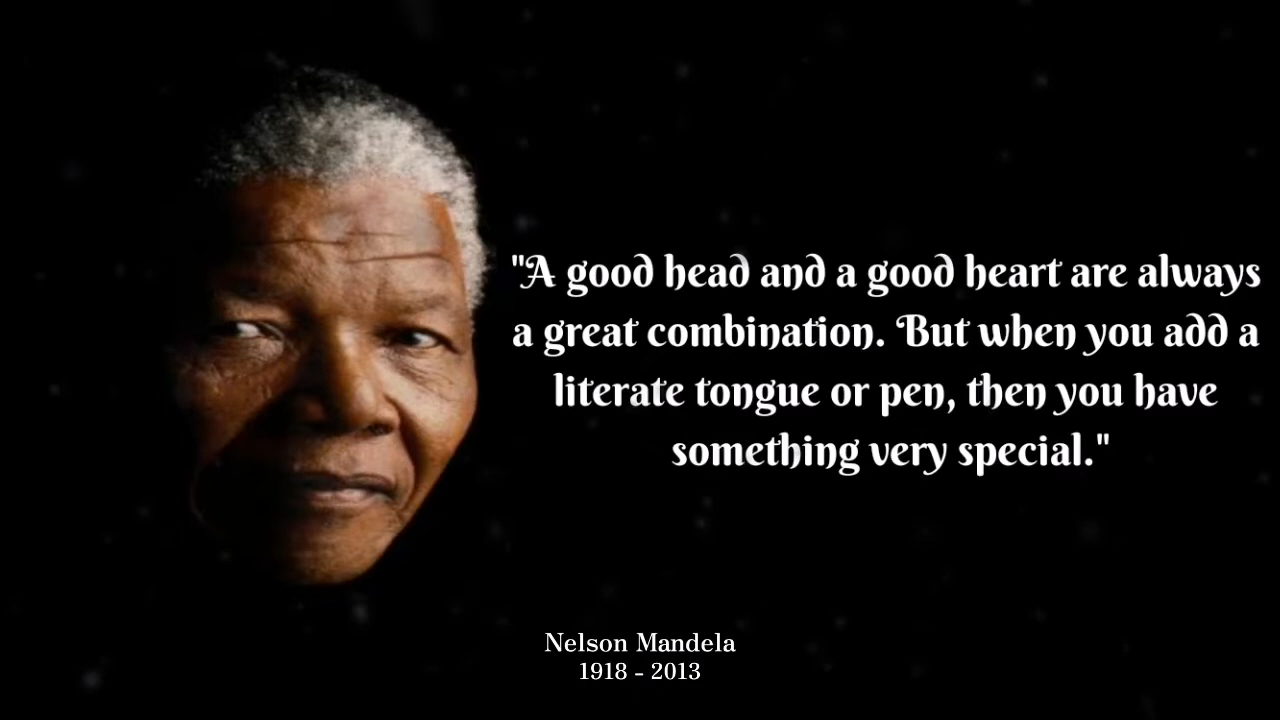 "A good head and a good heart are always
a great combination. But when you add a
literate tongue or pen, then you have
something very special."
Nelson Mandela
1918 - 2013